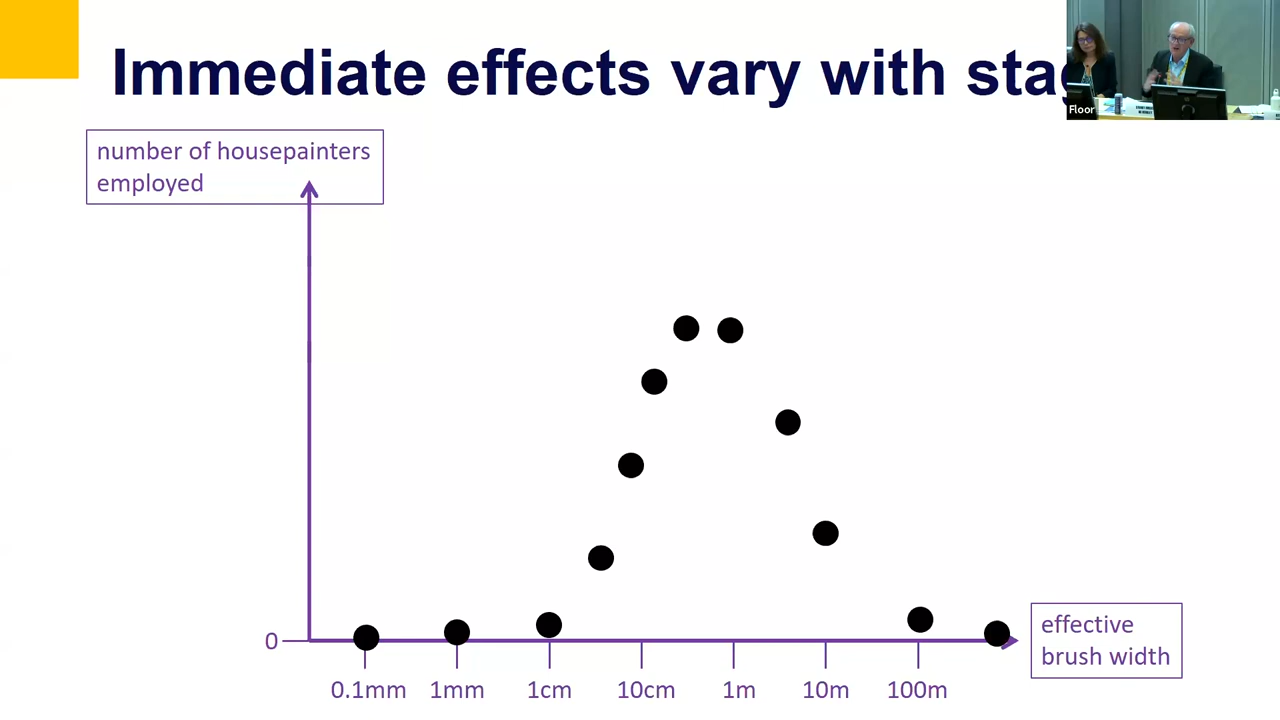 Immediate effects vary with sta
Floor
number of housepainters
employed
0
0.1mm 1mm 1cm 10cm 1m 10m 100m
effective
brush width